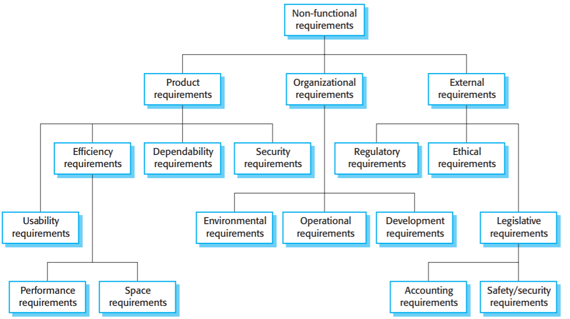 Non-functional
requirements
Product
requirements
Organizational
requirements
External
requirements
Efficiency
requirements
Dependability
requirements
Security
requirements
Regulatory
requirements
Ethical
requirements
Usability
requirements
Environmental
requirements
Operational
requirements
Development
requirements
Legislative
requirements
Performance
requirements
Space
requirements
Accounting
requirements
Safety/security
requirements